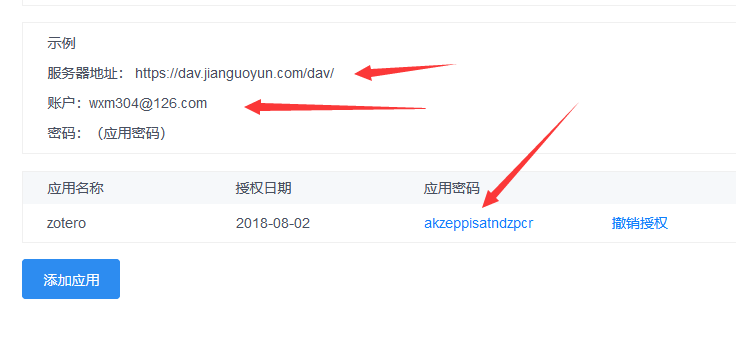 示例
服务器地址： https://dav.jianguoyun.com/dav/
账户：wxm304@126.com
密码：（应用密码）
应用名称 授权日期 应用密码
zotero 2018-08-02 akzeppisatndzpcr 撤销授权
添加应用